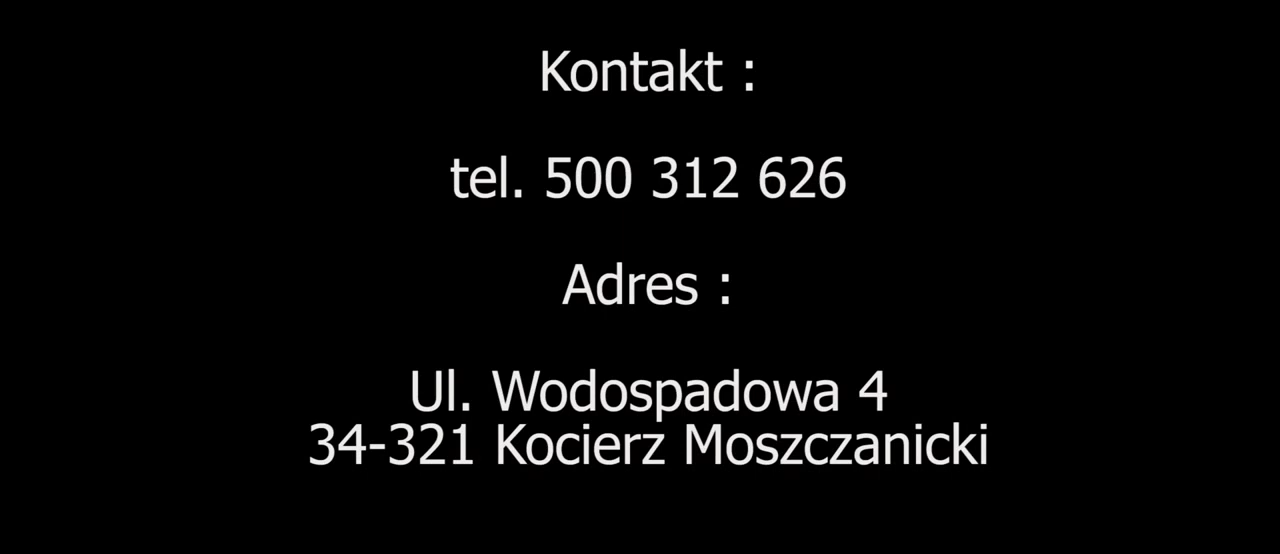 Kontakt :
tel. 500 312 626
Adres :
Ul. Wodospadowa 4
34-321 Kocierz Moszczanicki